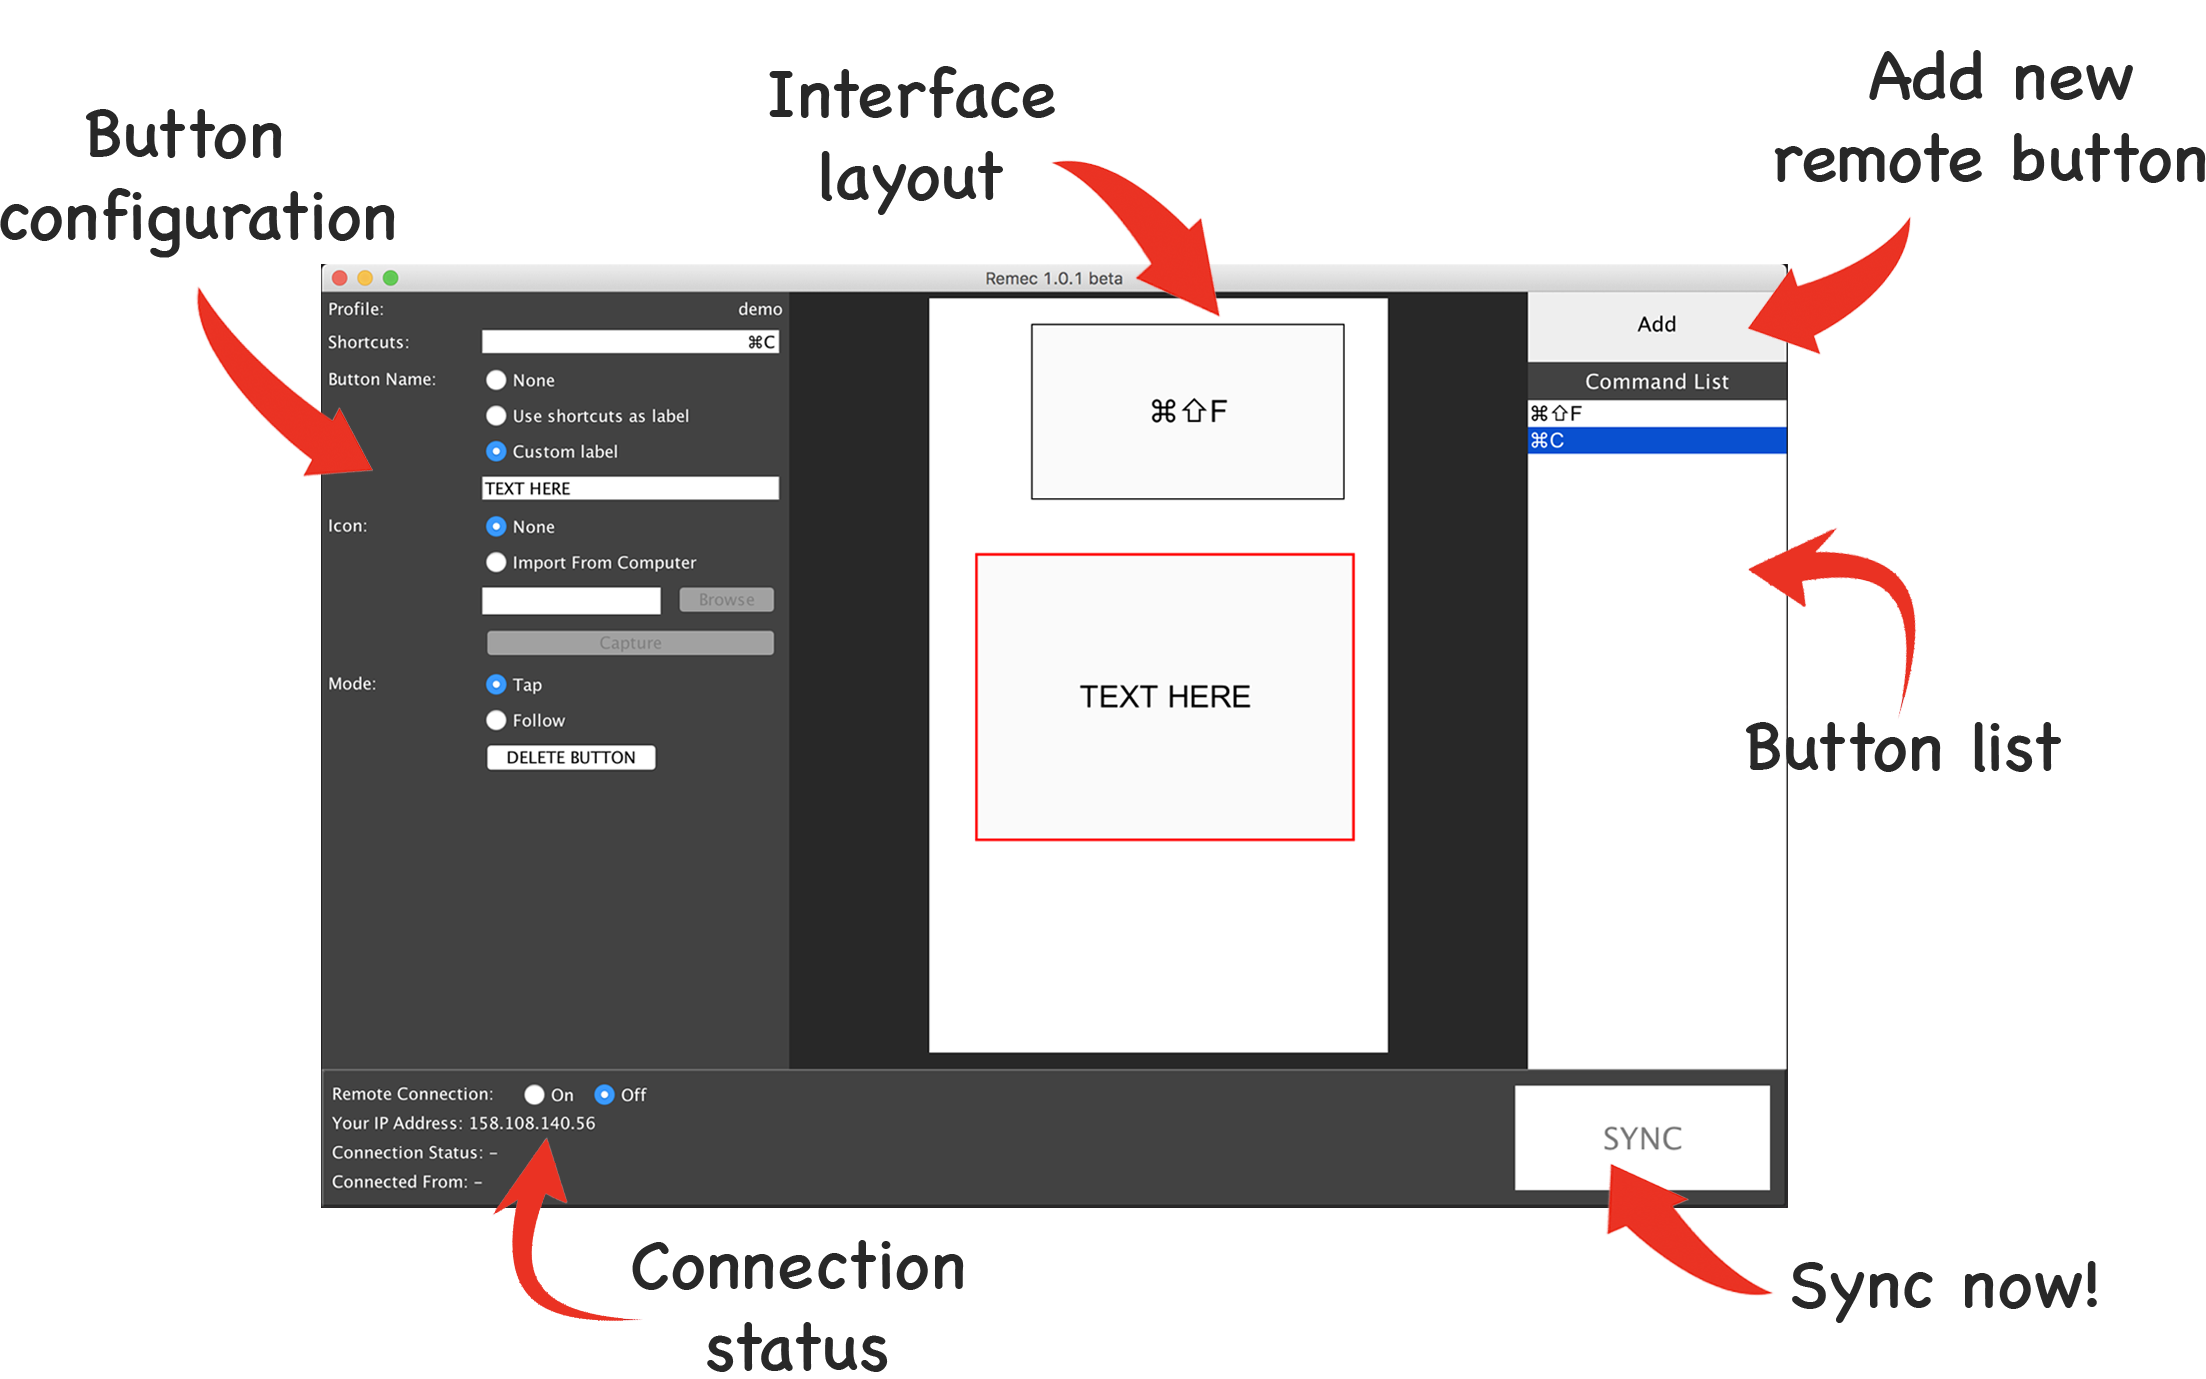 Interface
layout
Add new
remote button
Button
configuration
Remec 1.0.1 beta
Profile: demo
Shortcuts: ⌘C
Button Name: None
Use shortcuts as label
Custom label
TEXT HERE
Icon: None
Import From Computer
Browse
Capture
Mode: Tap
Follow
DELETE BUTTON
⌘⇧F
TEXT HERE
Add
Command List
⌘⇧F
⌘C
Button list
Remote Connection: On Off
Your IP Address: 158.108.140.56
Connection Status: –
Connected From: –
SYNC
Connection
status
Sync now!